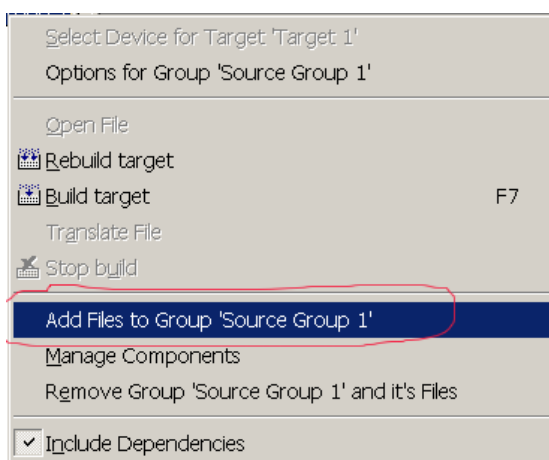 Select Device for Target 'Target 1'
Options for Group 'Source Group 1'
Open File
Rebuild target
Build target F7
Translate File
Stop build
Add Files to Group 'Source Group 1'
Manage Components
Remove Group 'Source Group 1' and it's Files
Include Dependencies